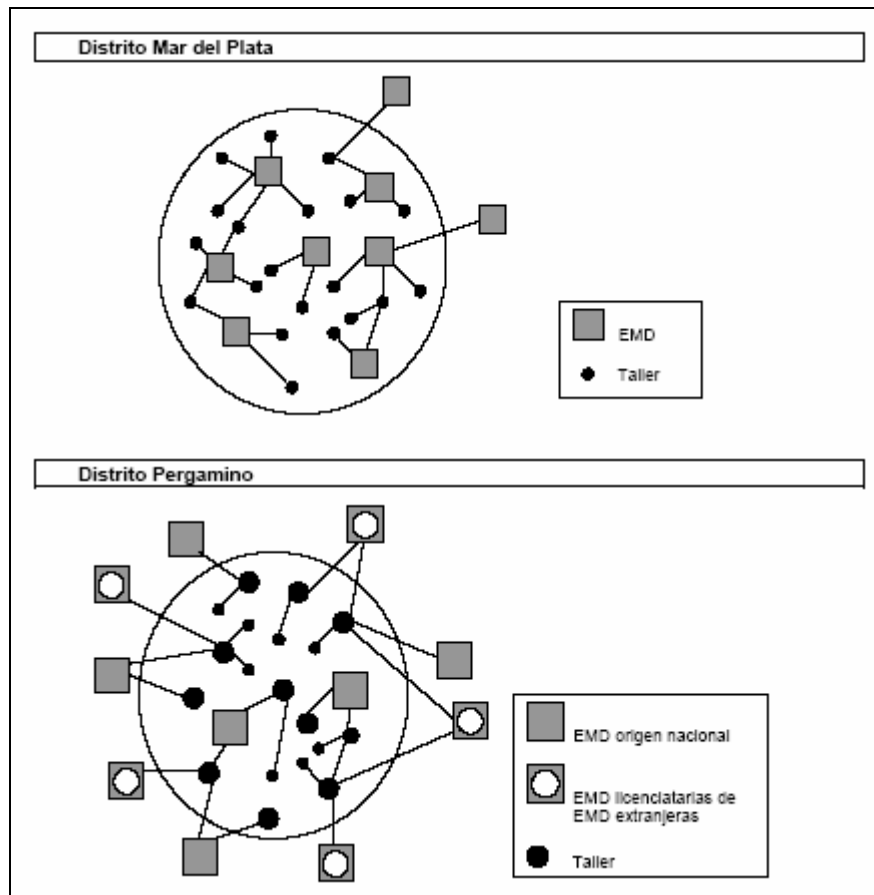 Distrito Mar del Plata
EMD
Taller
Distrito Pergamino
EMD origen nacional
EMD licenciatarias de
EMD extranjeras
Taller